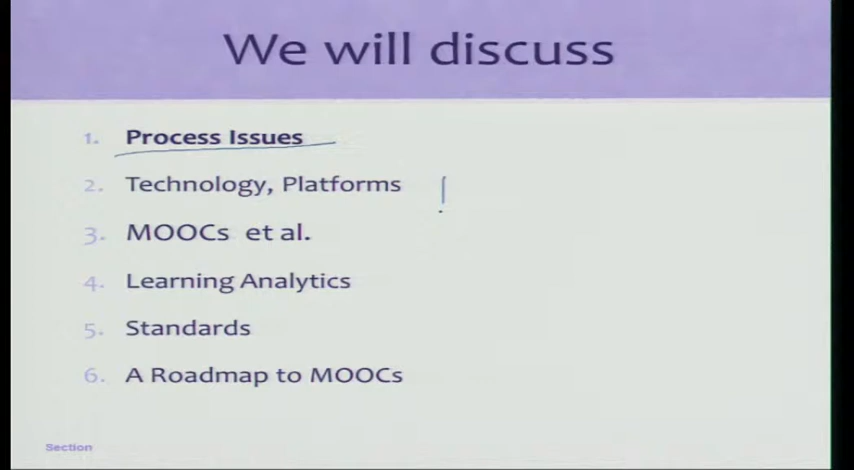 We will discuss
1. Process Issues
2. Technology, Platforms
3. MOOCs et al.
4. Learning Analytics
5. Standards
6. A Roadmap to MOOCs
Section